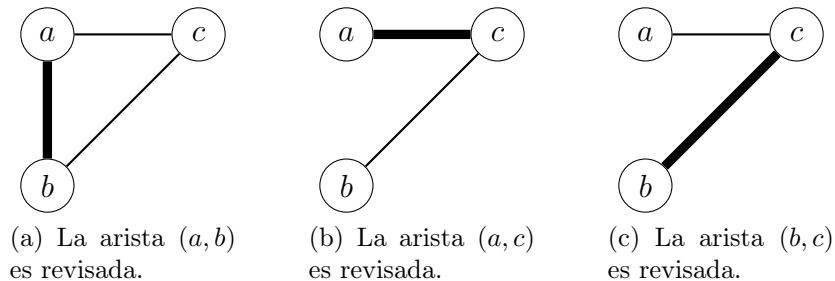 a c a c a c
b b b
(a) La arista (a, b) (b) La arista (a, c) (c) La arista (b, c)
es revisada. es revisada. es revisada.